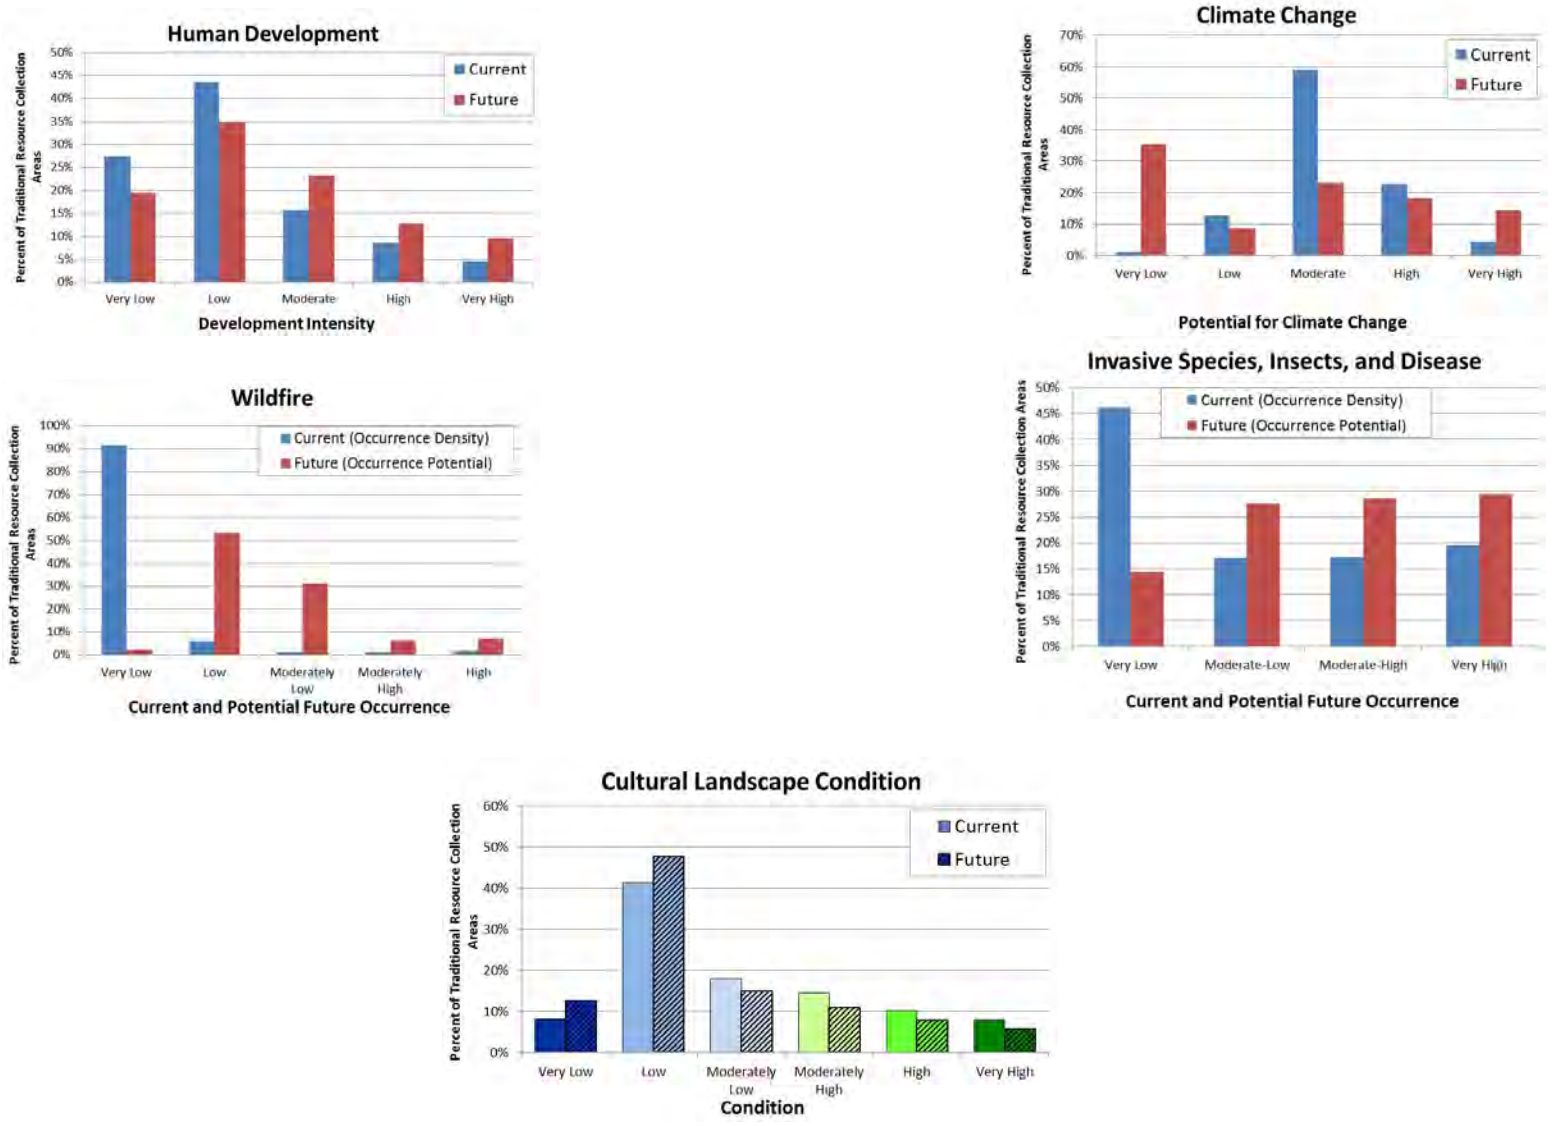 Human Development
50%
45%
40%
35%
30%
25%
20%
15%
10%
5%
0%
Percent of Traditional Resource Collection
Areas
Current
Future
Very Low
Low
Moderate
High
Very High
Development Intensity
Climate Change
70%
60%
50%
40%
30%
20%
10%
0%
Percent of Traditional Resource Collection
Areas
Current
Future
Very Low
Low
Moderate
High
Very High
Potential for Climate Change
Wildfire
100%
90%
80%
70%
60%
50%
40%
30%
20%
10%
0%
Percent of Traditional Resource Collection
Areas
Current (Occurrence Density)
Future (Occurrence Potential)
Very Low
Low
Moderately
Low
Moderately
High
High
Current and Potential Future Occurrence
Invasive Species, Insects, and Disease
50%
45%
40%
35%
30%
25%
20%
15%
10%
5%
0%
Percent of Traditional Resource Collection Areas
Current (Occurrence Density)
Future (Occurrence Potential)
Very Low
Moderate-Low
Moderate-High
Very High
Current and Potential Future Occurrence
Cultural Landscape Condition
60%
50%
40%
30%
20%
10%
0%
Percent of Traditional Resource Collection
Areas
Current
Future
Very Low
Low
Moderately
Low
Moderately
High
High
Very High
Condition